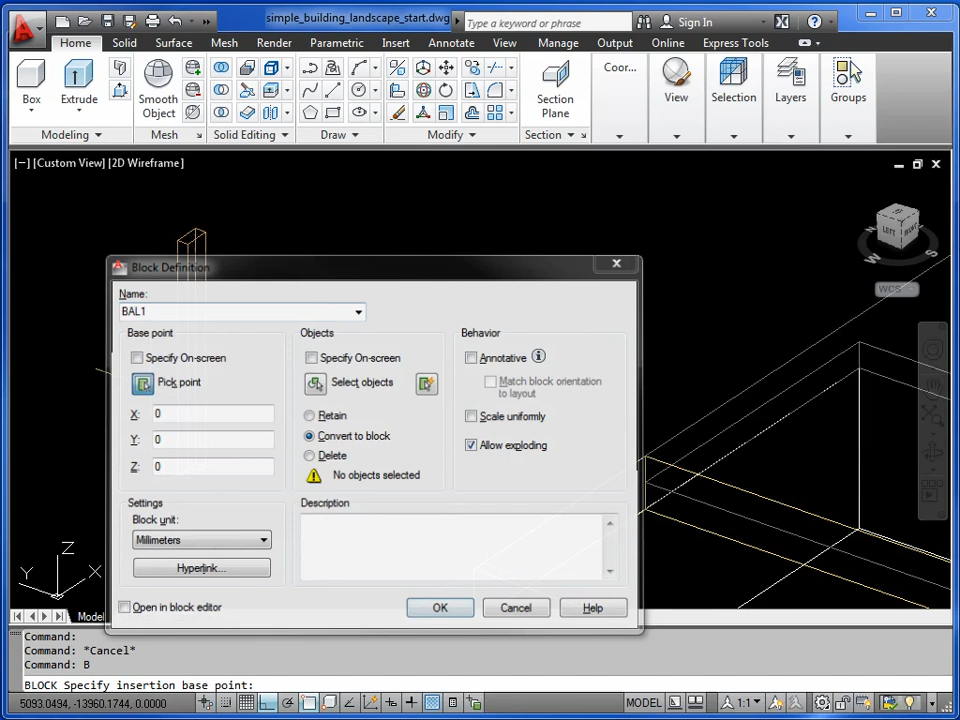 simple_building_landscape_start.dwg
Type a keyword or phrase
Sign In
Home Solid Surface Mesh Render Parametric Insert Annotate View Manage Output Online Express Tools
Box
Extrude
Smooth
Object
Section
Plane
Coor...
View
Selection
Layers
Groups
Modeling
Mesh
Solid Editing
Draw
Modify
Section
[−] [Custom View] [2D Wireframe]
LEFT
W
S
WCS
Block Definition
Name:
BAL1
Base point
Specify On-screen
Pick point
X: 0
Y: 0
Z: 0
Objects
Specify On-screen
Select objects
Retain
Convert to block
Delete
No objects selected
Behavior
Annotative
Match block orientation
to layout
Scale uniformly
Allow exploding
Settings
Block unit:
Millimeters
Hyperlink...
Description
Open in block editor
OK
Cancel
Help
Z
Y
X
Model
Command:
Command: *Cancel*
Command: B
BLOCK Specify insertion base point:
5093.0494, -13960.1744, 0.0000
MODEL
1:1